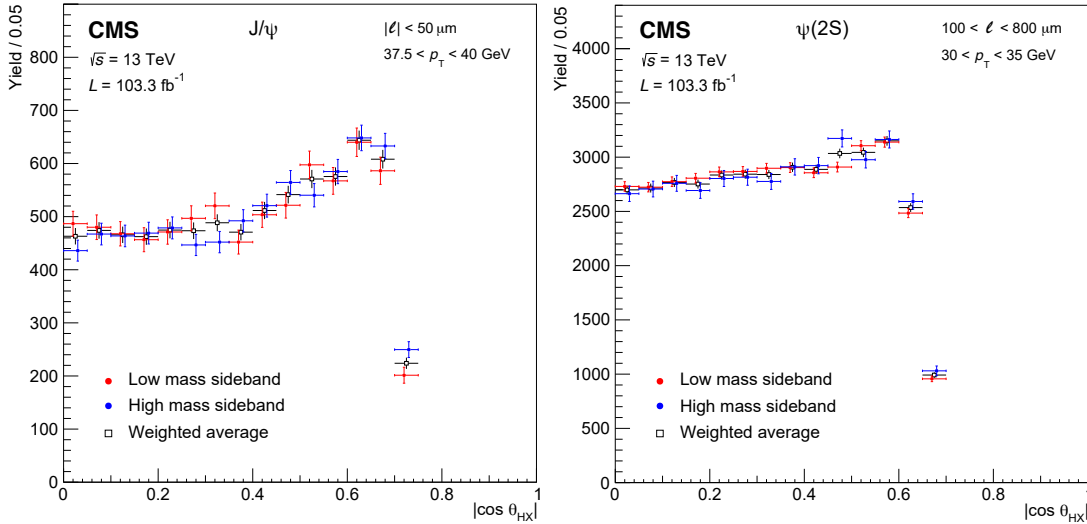 CMS
J/ψ
|ℓ| < 50 μm
√s = 13 TeV
37.5 < pT < 40 GeV
L = 103.3 fb⁻¹
Yield / 0.05
900
800
700
600
500
400
300
200
100
0
Low mass sideband
High mass sideband
Weighted average
0 0.2 0.4 0.6 0.8 1
|cos θHX|
CMS
ψ(2S)
100 < ℓ < 800 μm
√s = 13 TeV
30 < pT < 35 GeV
L = 103.3 fb⁻¹
Yield / 0.05
4000
3500
3000
2500
2000
1500
1000
500
0
Low mass sideband
High mass sideband
Weighted average
0 0.2 0.4 0.6 0.8 1
|cos θHX|